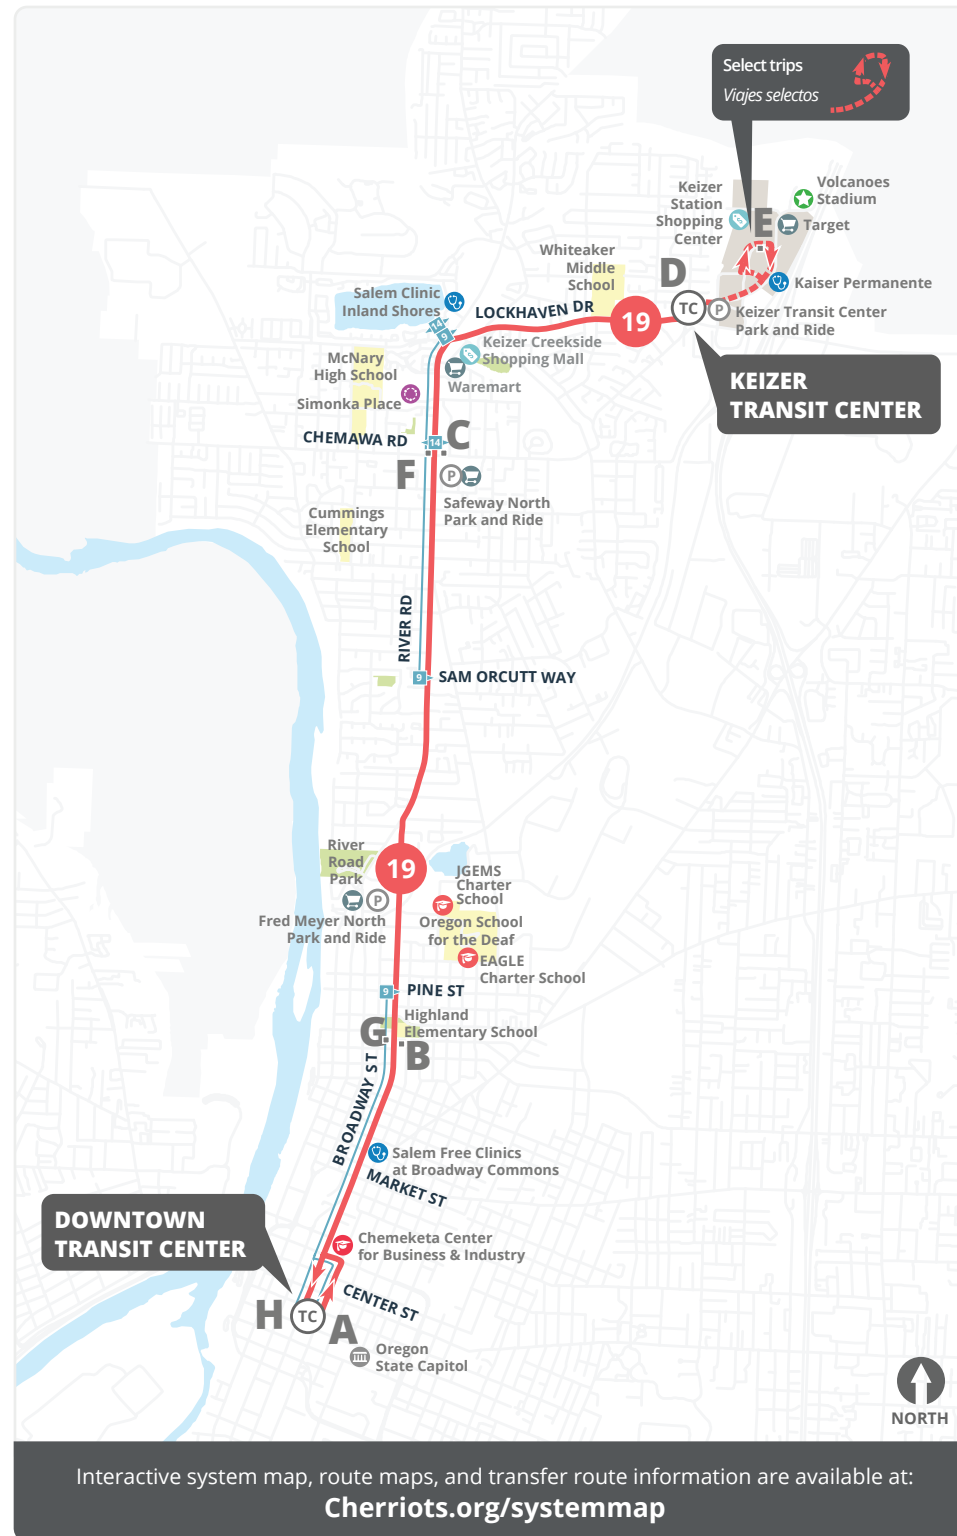 Select trips
Viajes selectos
Volcanoes
Stadium
Keizer
Station
Shopping
Center
E
Target
Whiteaker
Middle
School
D
Kaiser Permanente
Salem Clinic
Inland Shores
LOCKHAVEN DR
19
TC
P
Keizer Transit Center
Park and Ride
14
9
Keizer Creekside
Shopping Mall
McNary
High School
Waremart
KEIZER
TRANSIT CENTER
Simonka Place
CHEMAWA RD
14
C
F
P
Safeway North
Park and Ride
Cummings
Elementary
School
RIVER RD
9
SAM ORCUTT WAY
River
Road
Park
19
JGEMS
Charter
School
P
Fred Meyer North
Park and Ride
Oregon School
for the Deaf
EAGLE
Charter School
9
PINE ST
Highland
Elementary School
G
B
BROADWAY ST
Salem Free Clinics
at Broadway Commons
MARKET ST
DOWNTOWN
TRANSIT CENTER
Chemeketa Center
for Business & Industry
CENTER ST
H
TC
A
Oregon
State Capitol
NORTH
Interactive system map, route maps, and transfer route information are available at:
Cherriots.org/systemmap